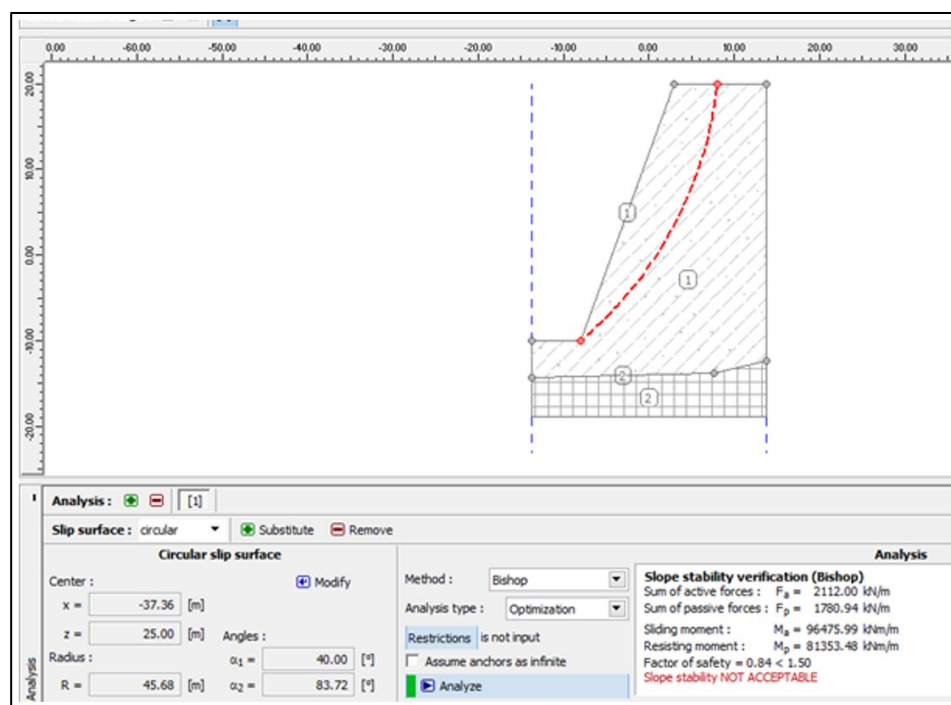 0.00 -60.00 -50.00 -40.00 -30.00 -20.00 -10.00 0.00 10.00 20.00 30.00
20.00
10.00
0.00
-10.00
-20.00
1
1
2
2
Analysis : [1]
Slip surface : circular Substitute Remove
Circular slip surface
Center : Modify
x = -37.36 [m]
z = 25.00 [m] Angles :
Radius : α1 = 40.00 [°]
R = 45.68 [m] α2 = 83.72 [°]
Analysis
Method : Bishop
Analysis type : Optimization
Restrictions is not input
Assume anchors as infinite
Analyze
Analysis
Slope stability verification (Bishop)
Sum of active forces : Fa = 2112.00 kN/m
Sum of passive forces : Fp = 1780.94 kN/m
Sliding moment : Ma = 96475.99 kNm/m
Resisting moment : Mp = 81353.48 kNm/m
Factor of safety = 0.84 < 1.50
Slope stability NOT ACCEPTABLE